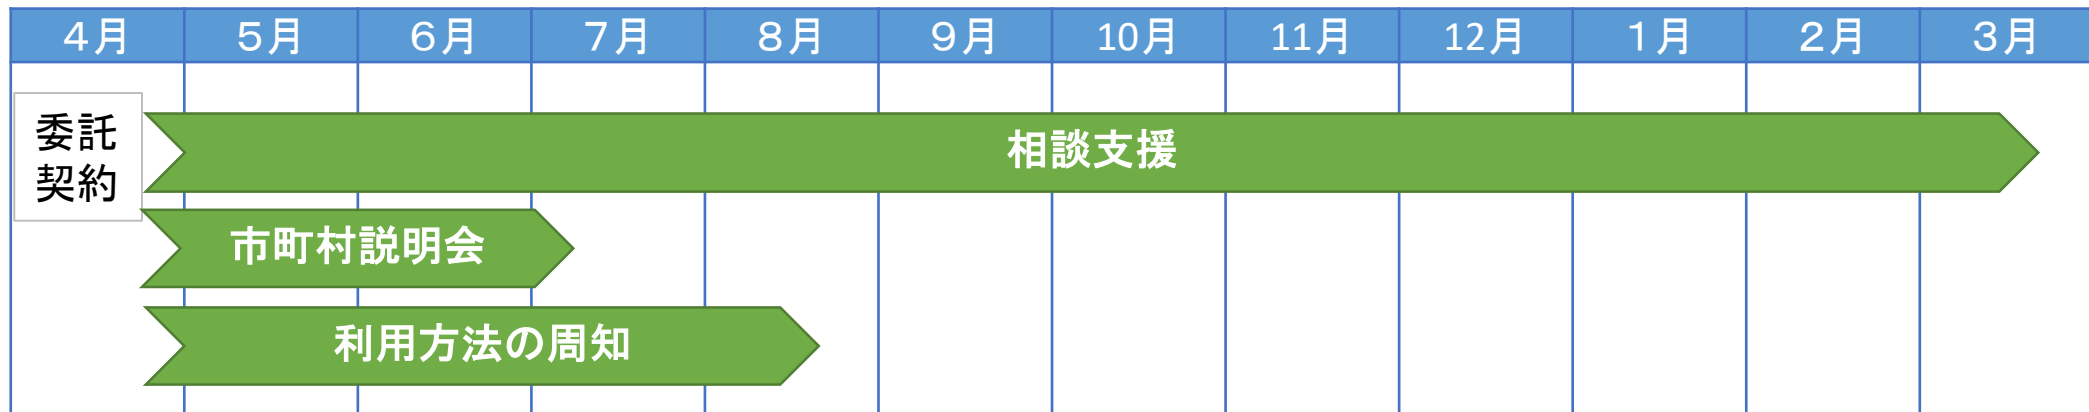 ４月 ５月 ６月 ７月 ８月 ９月 10月 11月 12月 １月 ２月 ３月
委託
契約
相談支援
市町村説明会
利用方法の周知